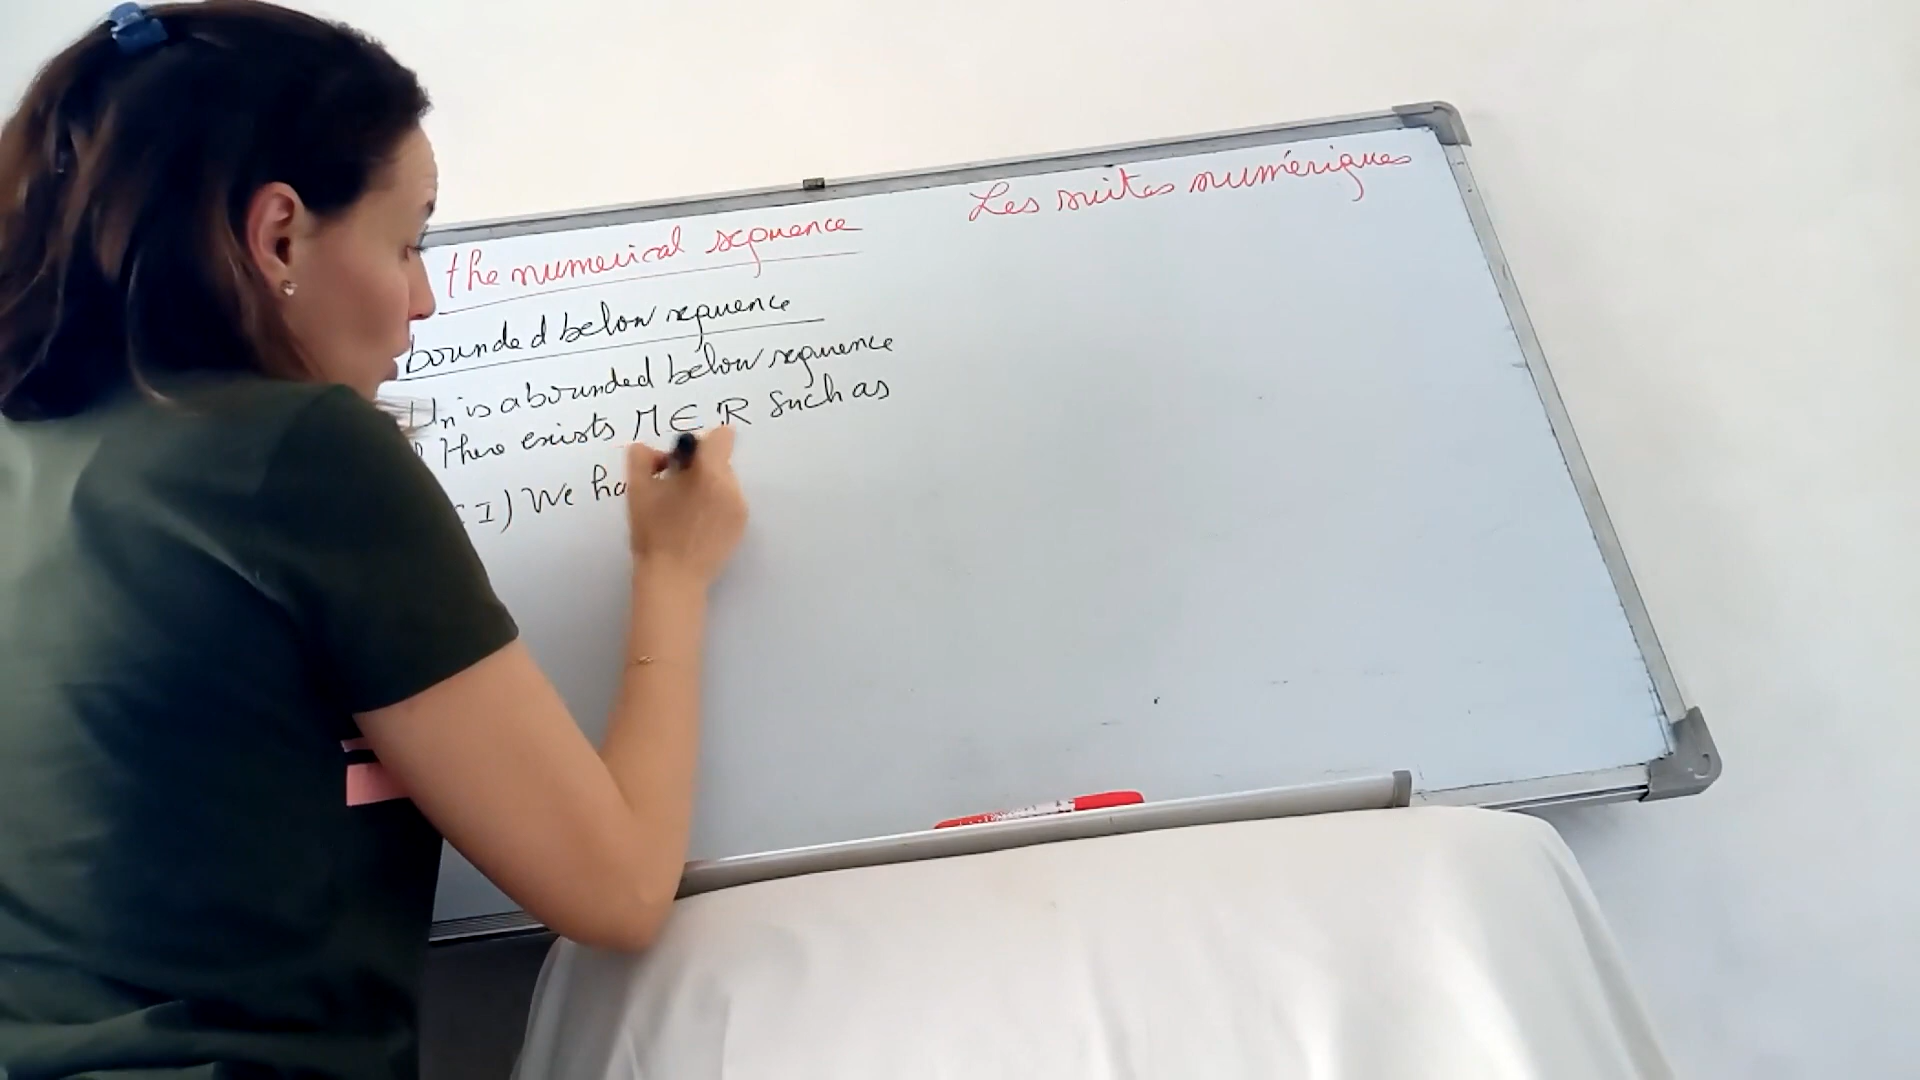 Les suites numériques
the numerical sequence
bounded below sequence
Un is a bounded below sequence
there exists M ∈ R such as
I) We ha